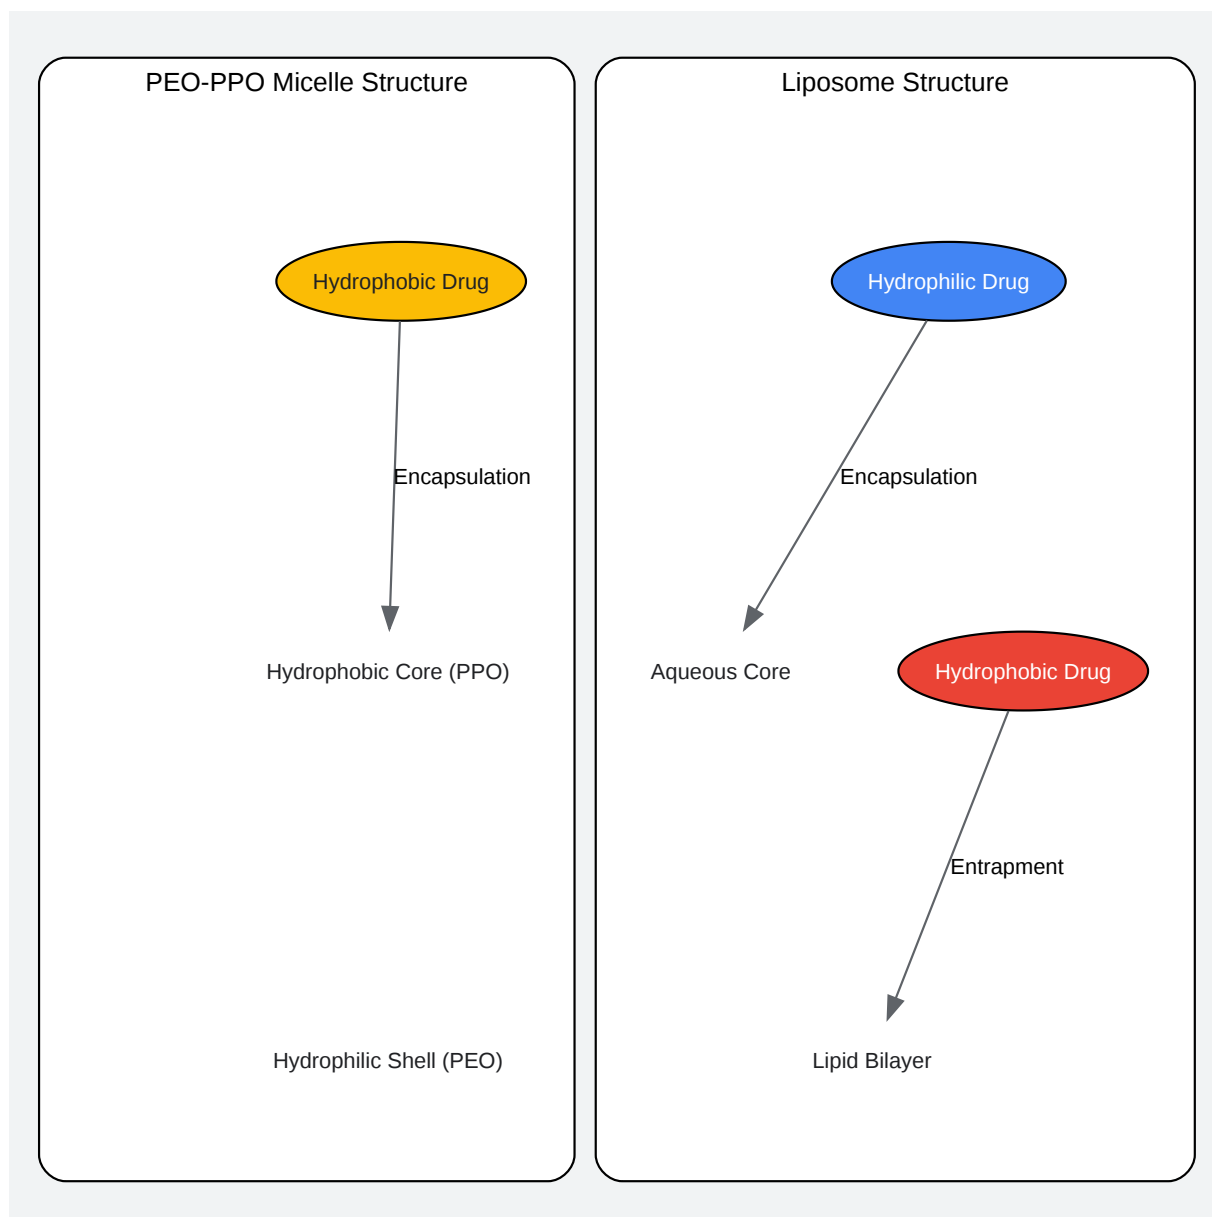 PEO-PPO Micelle Structure
Hydrophobic Drug
Encapsulation
Hydrophobic Core (PPO)
Hydrophilic Shell (PEO)
Liposome Structure
Hydrophilic Drug
Encapsulation
Aqueous Core
Hydrophobic Drug
Entrapment
Lipid Bilayer